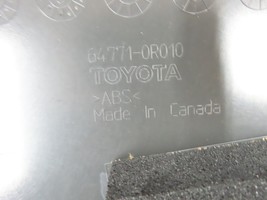 64771-0R010
TOYOTA
>ABS<
Made In Canada